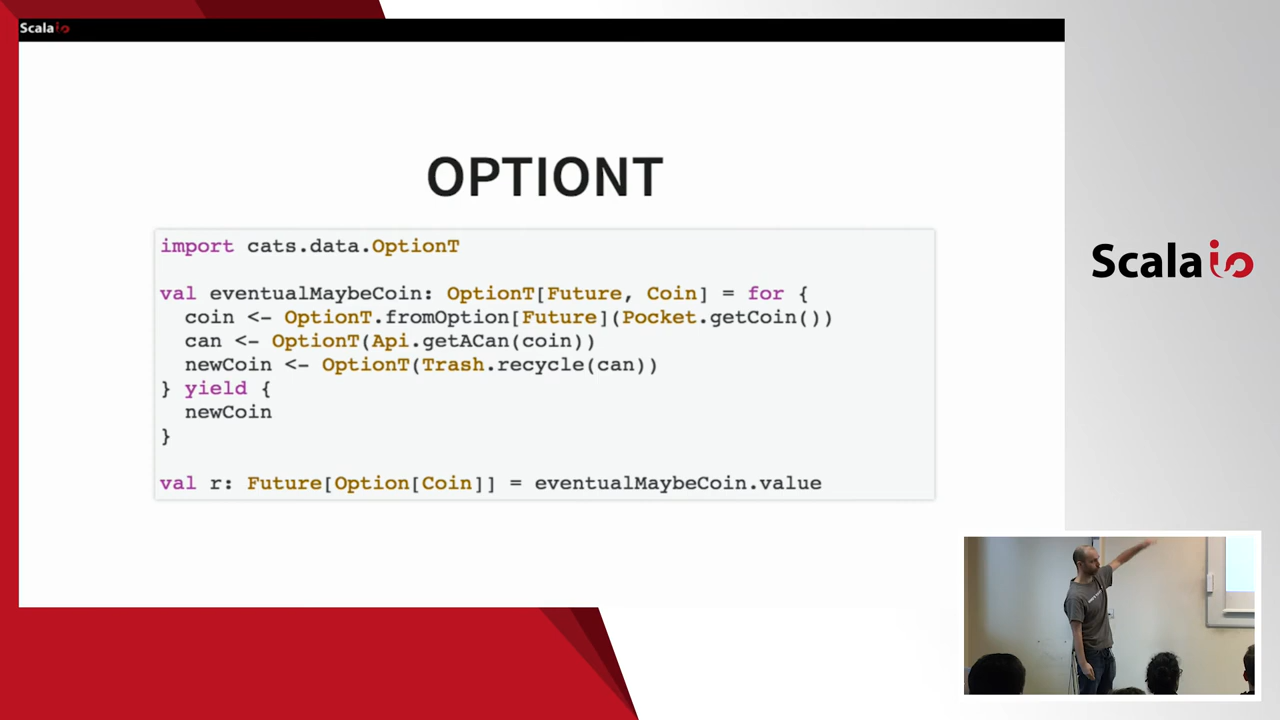 Scalaio
OPTIONT
import cats.data.OptionT
val eventualMaybeCoin: OptionT[Future, Coin] = for {
  coin <- OptionT.fromOption[Future](Pocket.getCoin())
  can <- OptionT(Api.getACan(coin))
  newCoin <- OptionT(Trash.recycle(can))
} yield {
  newCoin
}
val r: Future[Option[Coin]] = eventualMaybeCoin.value
Scalaio